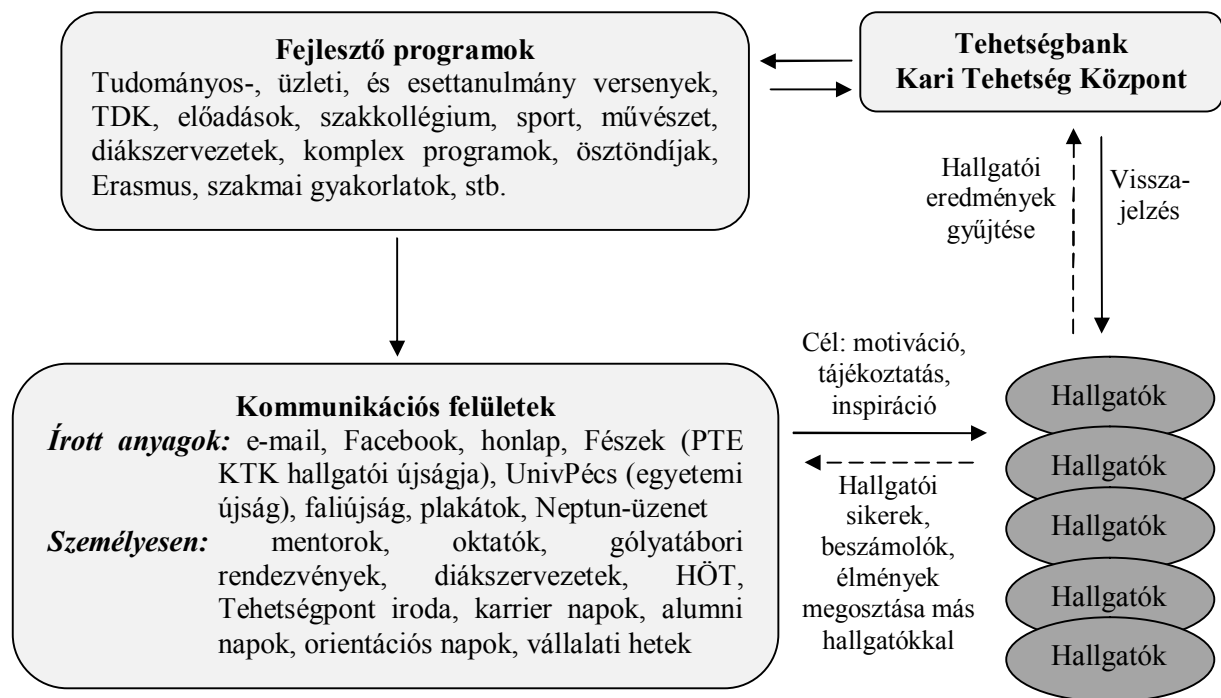 Fejlesztő programok
Tudományos-, üzleti, és esettanulmány versenyek,
TDK, előadások, szakkollégium, sport, művészet,
diákszervezetek, komplex programok, ösztöndíjak,
Erasmus, szakmai gyakorlatok, stb.
Tehetségbank
Kari Tehetség Központ
Hallgatói
eredmények
gyűjtése
Vissza-
jelzés
Kommunikációs felületek
Írott anyagok: e-mail, Facebook, honlap, Fészek (PTE
KTK hallgatói újságja), UnivPécs (egyetemi
újság), faliújság, plakátok, Neptun-üzenet
Személyesen: mentorok, oktatók, gólyatábori
rendezvények, diákszervezetek, HÖT,
Tehetségpont iroda, karrier napok, alumni
napok, orientációs napok, vállalati hetek
Cél: motiváció,
tájékoztatás,
inspiráció
Hallgatói
sikerek,
beszámolók,
élmények
megosztása más
hallgatókkal
Hallgatók
Hallgatók
Hallgatók
Hallgatók
Hallgatók